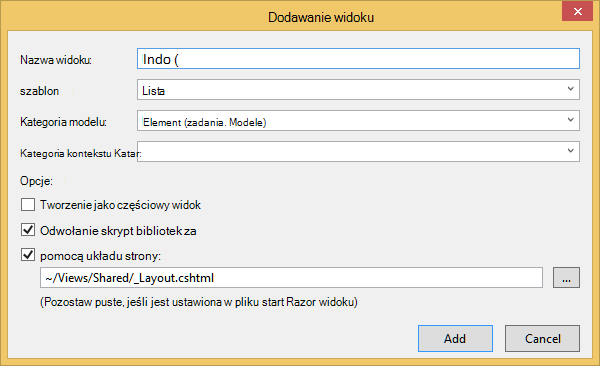 Dodawanie widoku
Nazwa widoku: Indo (
szablon Lista
Kategoria modelu: Element (zadania. Modele)
Kategoria kontekstu Katar:
Opcje:
Tworzenie jako częściowy widok
Odwołanie skrypt bibliotek za
pomocą układu strony:
~/Views/Shared/_Layout.cshtml ...
(Pozostaw puste, jeśli jest ustawiona w pliku start Razor widoku)
Add Cancel